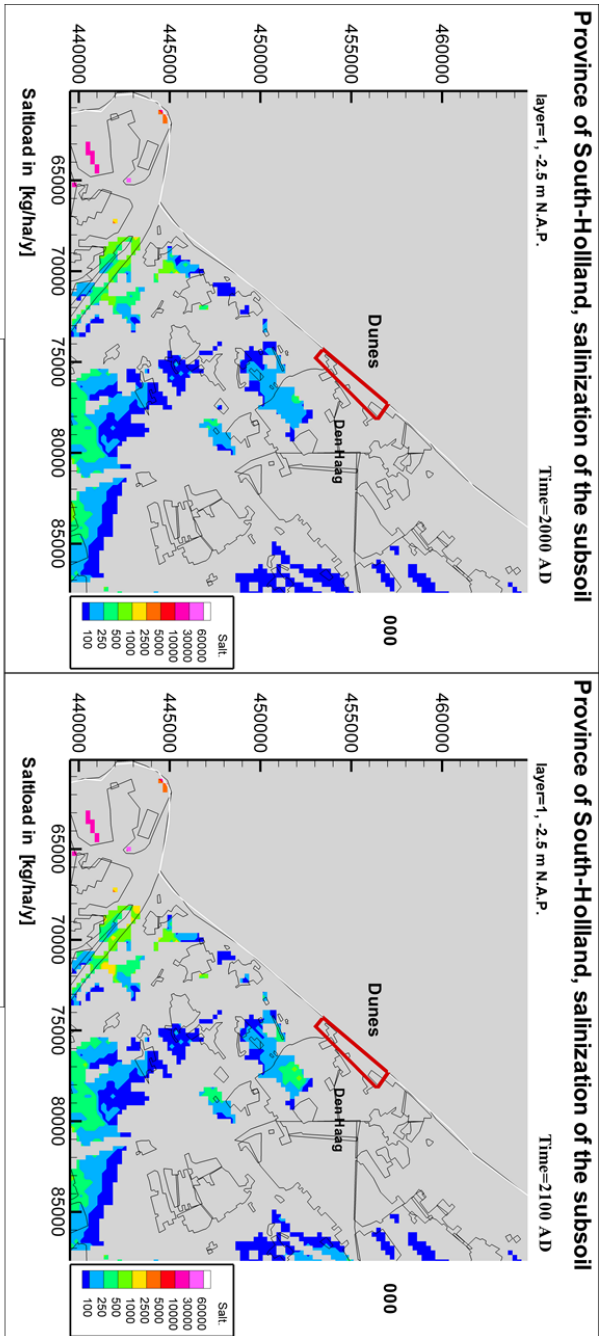 Province of South-Hollland, salinization of the subsoil
layer=1, -2.5 m N.A.P.
Time=2000 AD
460000
455000
450000
445000
440000
Dunes
Den Haag
000
Salt.
60000
30000
10000
5000
2500
1000
500
250
100
65000 70000 75000 80000 85000
Saltload in [kg/ha/y]
Province of South-Hollland, salinization of the subsoil
layer=1, -2.5 m N.A.P.
Time=2100 AD
460000
455000
450000
445000
440000
Dunes
Den Haag
000
Salt.
60000
30000
10000
5000
2500
1000
500
250
100
65000 70000 75000 80000 85000
Saltload in [kg/ha/y]